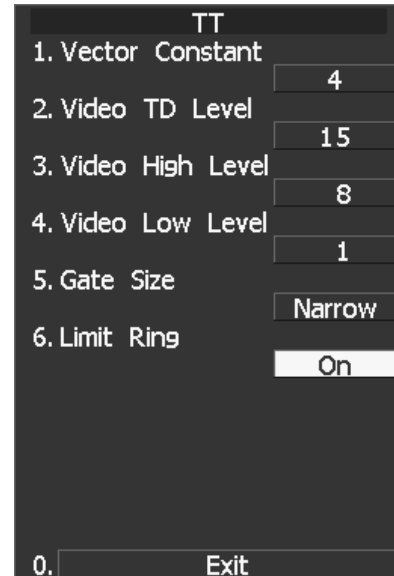 TT
1. Vector Constant
4
2. Video TD Level
15
3. Video High Level
8
4. Video Low Level
1
5. Gate Size
Narrow
6. Limit Ring
On
0. Exit